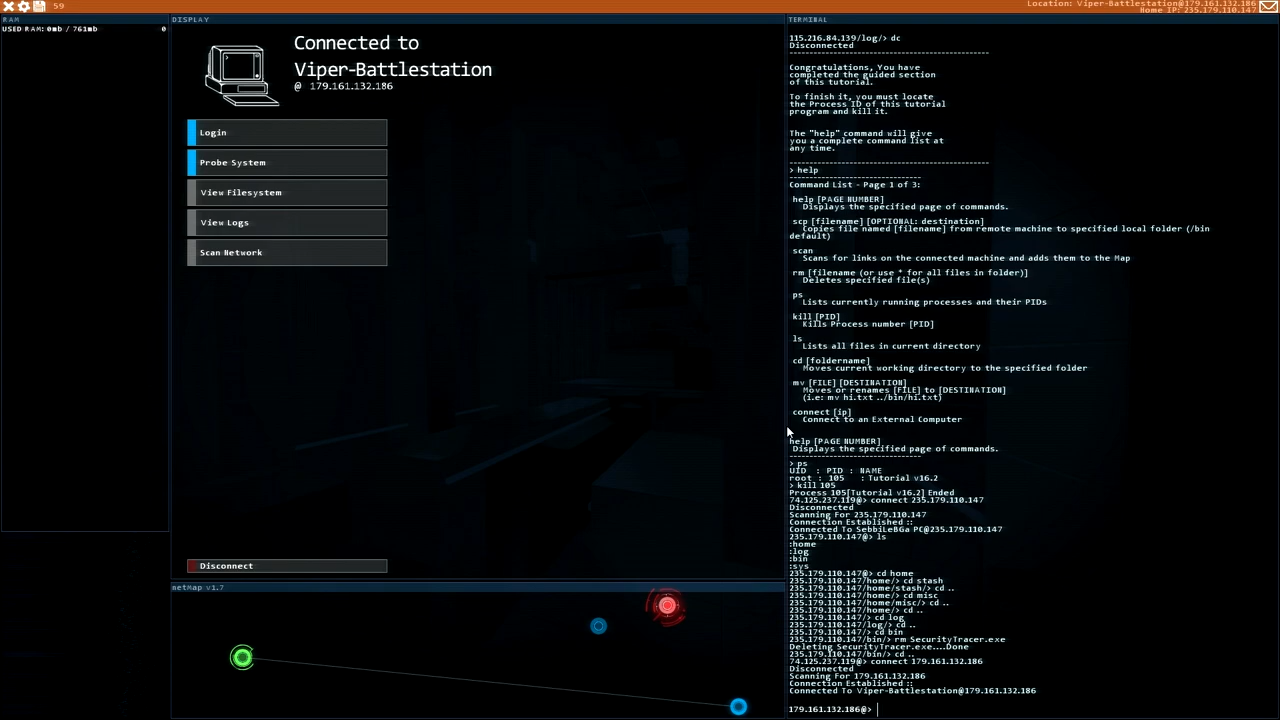 59
Location: Viper-Battlestation@179.161.132.186
Home IP: 235.179.110.147
RAM
USED RAM: 0mb / 761mb 0
DISPLAY
Connected to
Viper-Battlestation
@ 179.161.132.186
Login
Probe System
View Filesystem
View Logs
Scan Network
Disconnect
netMap v1.7
TERMINAL
115.216.84.139/log/> dc
Disconnected
--------------------------------------------------
Congratulations, You have
completed the guided section
of this tutorial.
To finish it, you must locate
the Process ID of this tutorial
program and kill it.
The "help" command will give
you a complete command list at
any time.
--------------------------------------------------
> help
---------------------------------
Command List - Page 1 of 3:
help [PAGE NUMBER]
Displays the specified page of commands.
scp [filename] [OPTIONAL: destination]
Copies file named [filename] from remote machine to specified local folder (/bin
default)
scan
Scans for links on the connected machine and adds them to the Map
rm [filename (or use * for all files in folder)]
Deletes specified file(s)
ps
Lists currently running processes and their PIDs
kill [PID]
Kills Process number [PID]
ls
Lists all files in current directory
cd [foldername]
Moves current working directory to the specified folder
mv [FILE] [DESTINATION]
Moves or renames [FILE] to [DESTINATION]
(i.e: mv hi.txt ../bin/hi.txt)
connect [ip]
Connect to an External Computer
help [PAGE NUMBER]
Displays the specified page of commands.
---------------------------------
> ps
UID : PID : NAME
root : 105 : Tutorial v16.2
> kill 105
Process 105[Tutorial v16.2] Ended
74.125.237.119@> connect 235.179.110.147
Disconnected
Scanning For 235.179.110.147
Connection Established ::
Connected To SebbiLeBGa PC@235.179.110.147
235.179.110.147@> ls
:home
:log
:bin
:sys
235.179.110.147@> cd home
235.179.110.147/home/> cd stash
235.179.110.147/home/stash/> cd ..
235.179.110.147/home/> cd misc
235.179.110.147/home/misc/> cd ..
235.179.110.147/home/> cd ..
235.179.110.147/> cd log
235.179.110.147/log/> cd ..
235.179.110.147/> cd bin
235.179.110.147/bin/> rm SecurityTracer.exe
Deleting SecurityTracer.exe....Done
235.179.110.147/bin/> cd ..
74.125.237.119@> connect 179.161.132.186
Disconnected
Scanning For 179.161.132.186
Connection Established ::
Connected To Viper-Battlestation@179.161.132.186
179.161.132.186@>